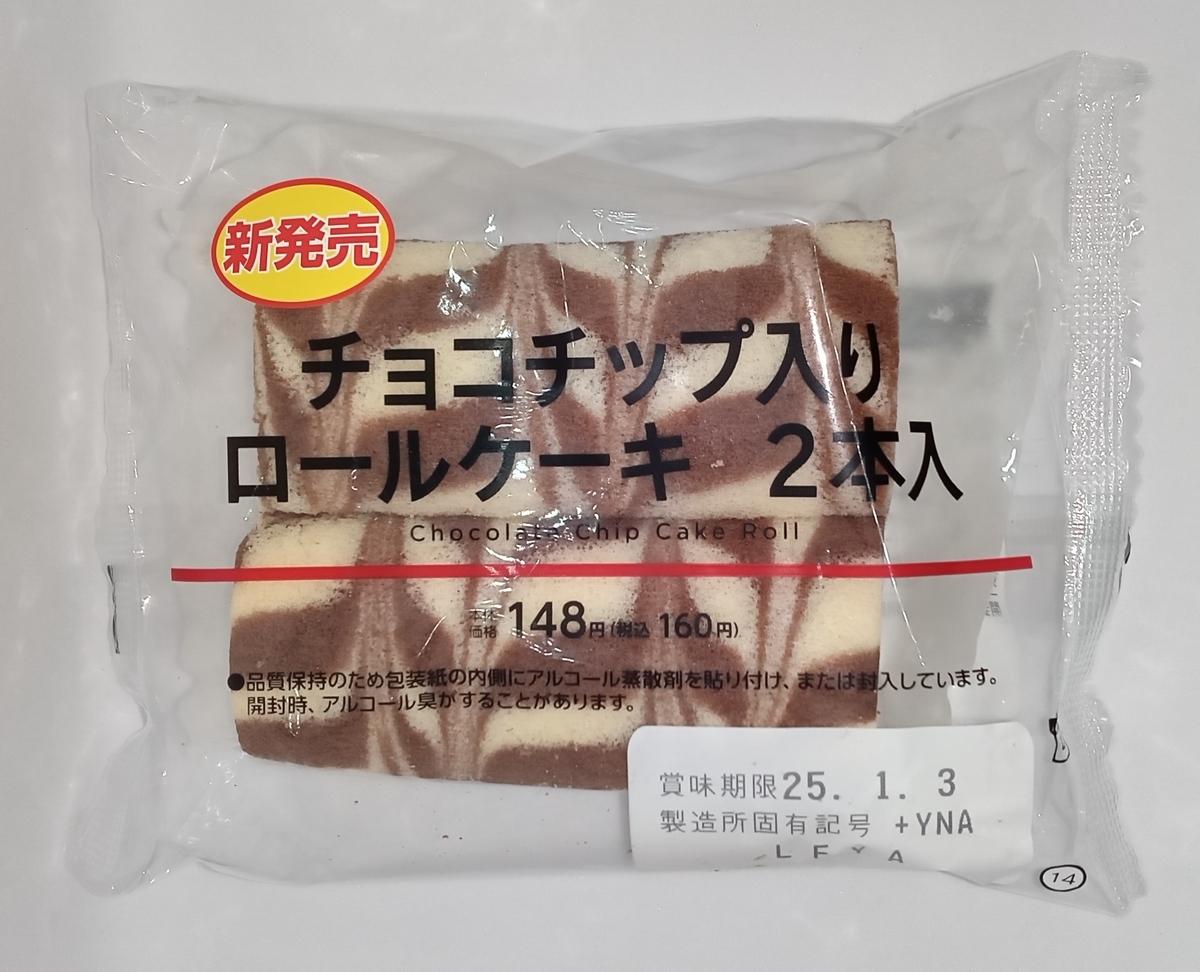 新発売
チョコチップ入り
ロールケーキ 2本入
Chocolate Chip Cake Roll
本体価格 148円(税込 160円)
●品質保持のため包装紙の内側にアルコール蒸散剤を貼り付け、または封入しています。
開封時、アルコール臭がすることがあります。
賞味期限25. 1. 3
製造所固有記号 +YNA
14